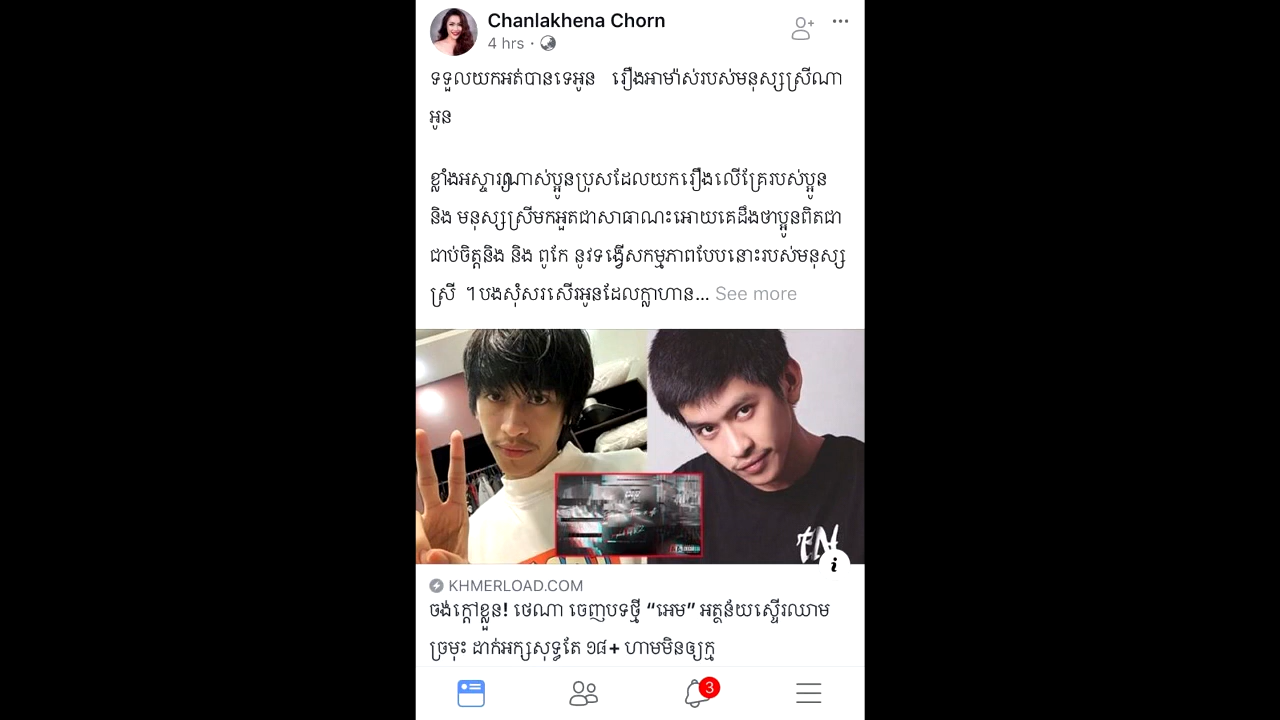 Chanlakhena Chorn
4 hrs ·
ទទួលយកអត់បានទេអូន រឿងអាម៉ាស់របស់មនុស្សស្រីណា
អូន
ខ្លាំងអស្ចារ្យណាស់ប្អូនប្រុសដែលយករឿងលើគ្រែរបស់ប្អូន
និង មនុស្សស្រីមកអួតជាសាធាណះអោយគេដឹងថាប្អូនពិតជា
ជាប់ចិត្តនិង និង ពូកែ នូវទង្វើសកម្មភាពបែបនោះរបស់មនុស្ស
ស្រី ។ បងសុំសរសើរអូនដែលក្លាហាន... See more
KHMERLOAD.COM
ចង់ក្ដៅខ្លួន! ថេណា ចេញបទថ្មី “អេម” អត្ថន័យស្ទើរឈាម
ច្រមុះ ដាក់អក្សសុទ្ធតែ ១៨+ ហាមមិនឲ្យក្មេ
3